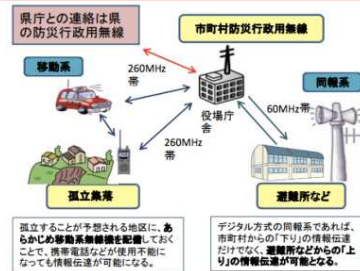 県庁との連絡は県
の防災行政用無線
市町村防災行政用無線
移動系
260MHz
帯
同報系
役場庁
舎
60MHz
帯
260MHz
帯
孤立集落
避難所など
孤立することが予想される地区に、あ
らかじめ移動系無線機を配備しておく
ことで、携帯電話などが使用不能に
なっても情報伝達が可能になる。
デジタル方式の同報系であれば、
市町村からの「下り」の情報伝達
だけでなく、避難所などからの「上
り」の情報伝達が可能となる。